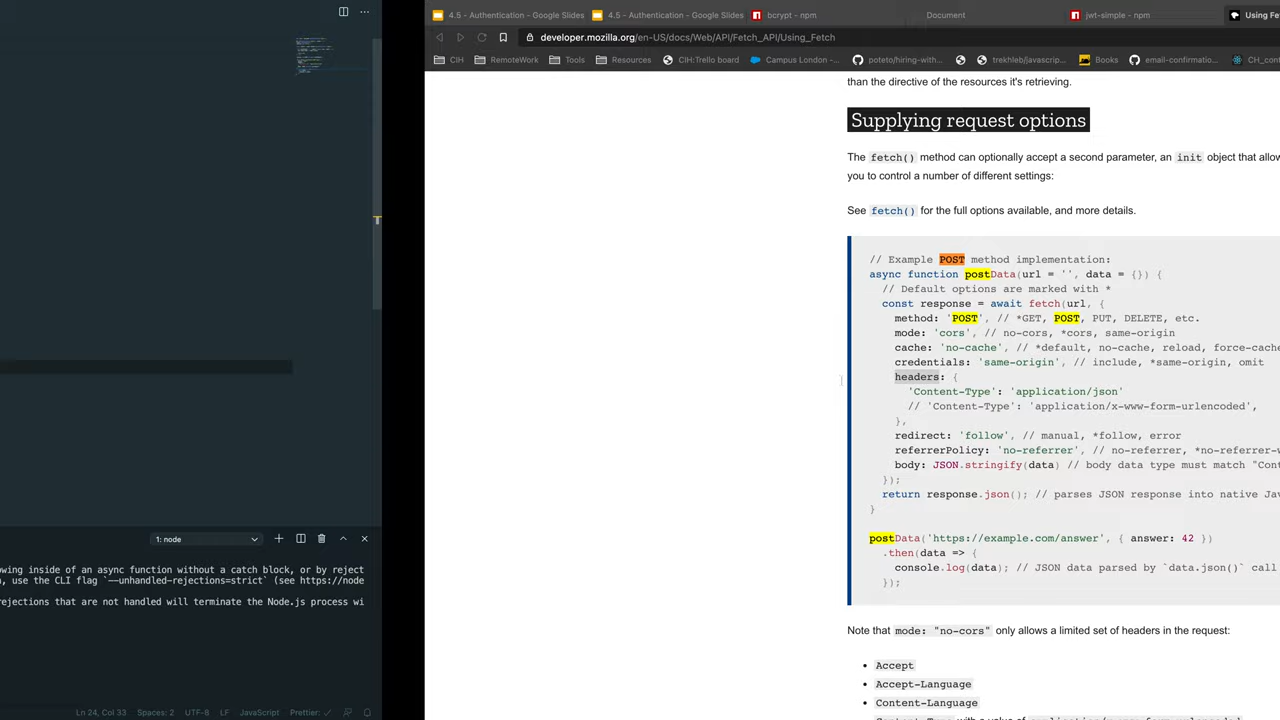 1: node
owing inside of an async function without a catch block, or by reject
, use the CLI flag `--unhandled-rejections=strict` (see https://node
rejections that are not handled will terminate the Node.js process wi
Ln 24, Col 33 Spaces: 2 UTF-8 LF JavaScript Prettier: ✓
4.5 - Authentication - Google Slides 4.5 - Authentication - Google Slides bcrypt - npm Document jwt-simple - npm Using Fe
developer.mozilla.org/en-US/docs/Web/API/Fetch_API/Using_Fetch
CIH RemoteWork Tools Resources CIH:Trello board Campus London -... poteto/hiring-with... trekhleb/javascrip... Books email-confirmatio... CH_cont
than the directive of the resources it's retrieving.
Supplying request options
The fetch() method can optionally accept a second parameter, an init object that allow
you to control a number of different settings:
See fetch() for the full options available, and more details.
// Example POST method implementation:
async function postData(url = '', data = {}) {
// Default options are marked with *
const response = await fetch(url, {
method: 'POST', // *GET, POST, PUT, DELETE, etc.
mode: 'cors', // no-cors, *cors, same-origin
cache: 'no-cache', // *default, no-cache, reload, force-cache
credentials: 'same-origin', // include, *same-origin, omit
headers: {
'Content-Type': 'application/json'
// 'Content-Type': 'application/x-www-form-urlencoded',
},
redirect: 'follow', // manual, *follow, error
referrerPolicy: 'no-referrer', // no-referrer, *no-referrer-w
body: JSON.stringify(data) // body data type must match "Cont
});
return response.json(); // parses JSON response into native Jav
}
postData('https://example.com/answer', { answer: 42 })
.then(data => {
console.log(data); // JSON data parsed by `data.json()` call
});
Note that mode: "no-cors" only allows a limited set of headers in the request:
• Accept
• Accept-Language
• Content-Language